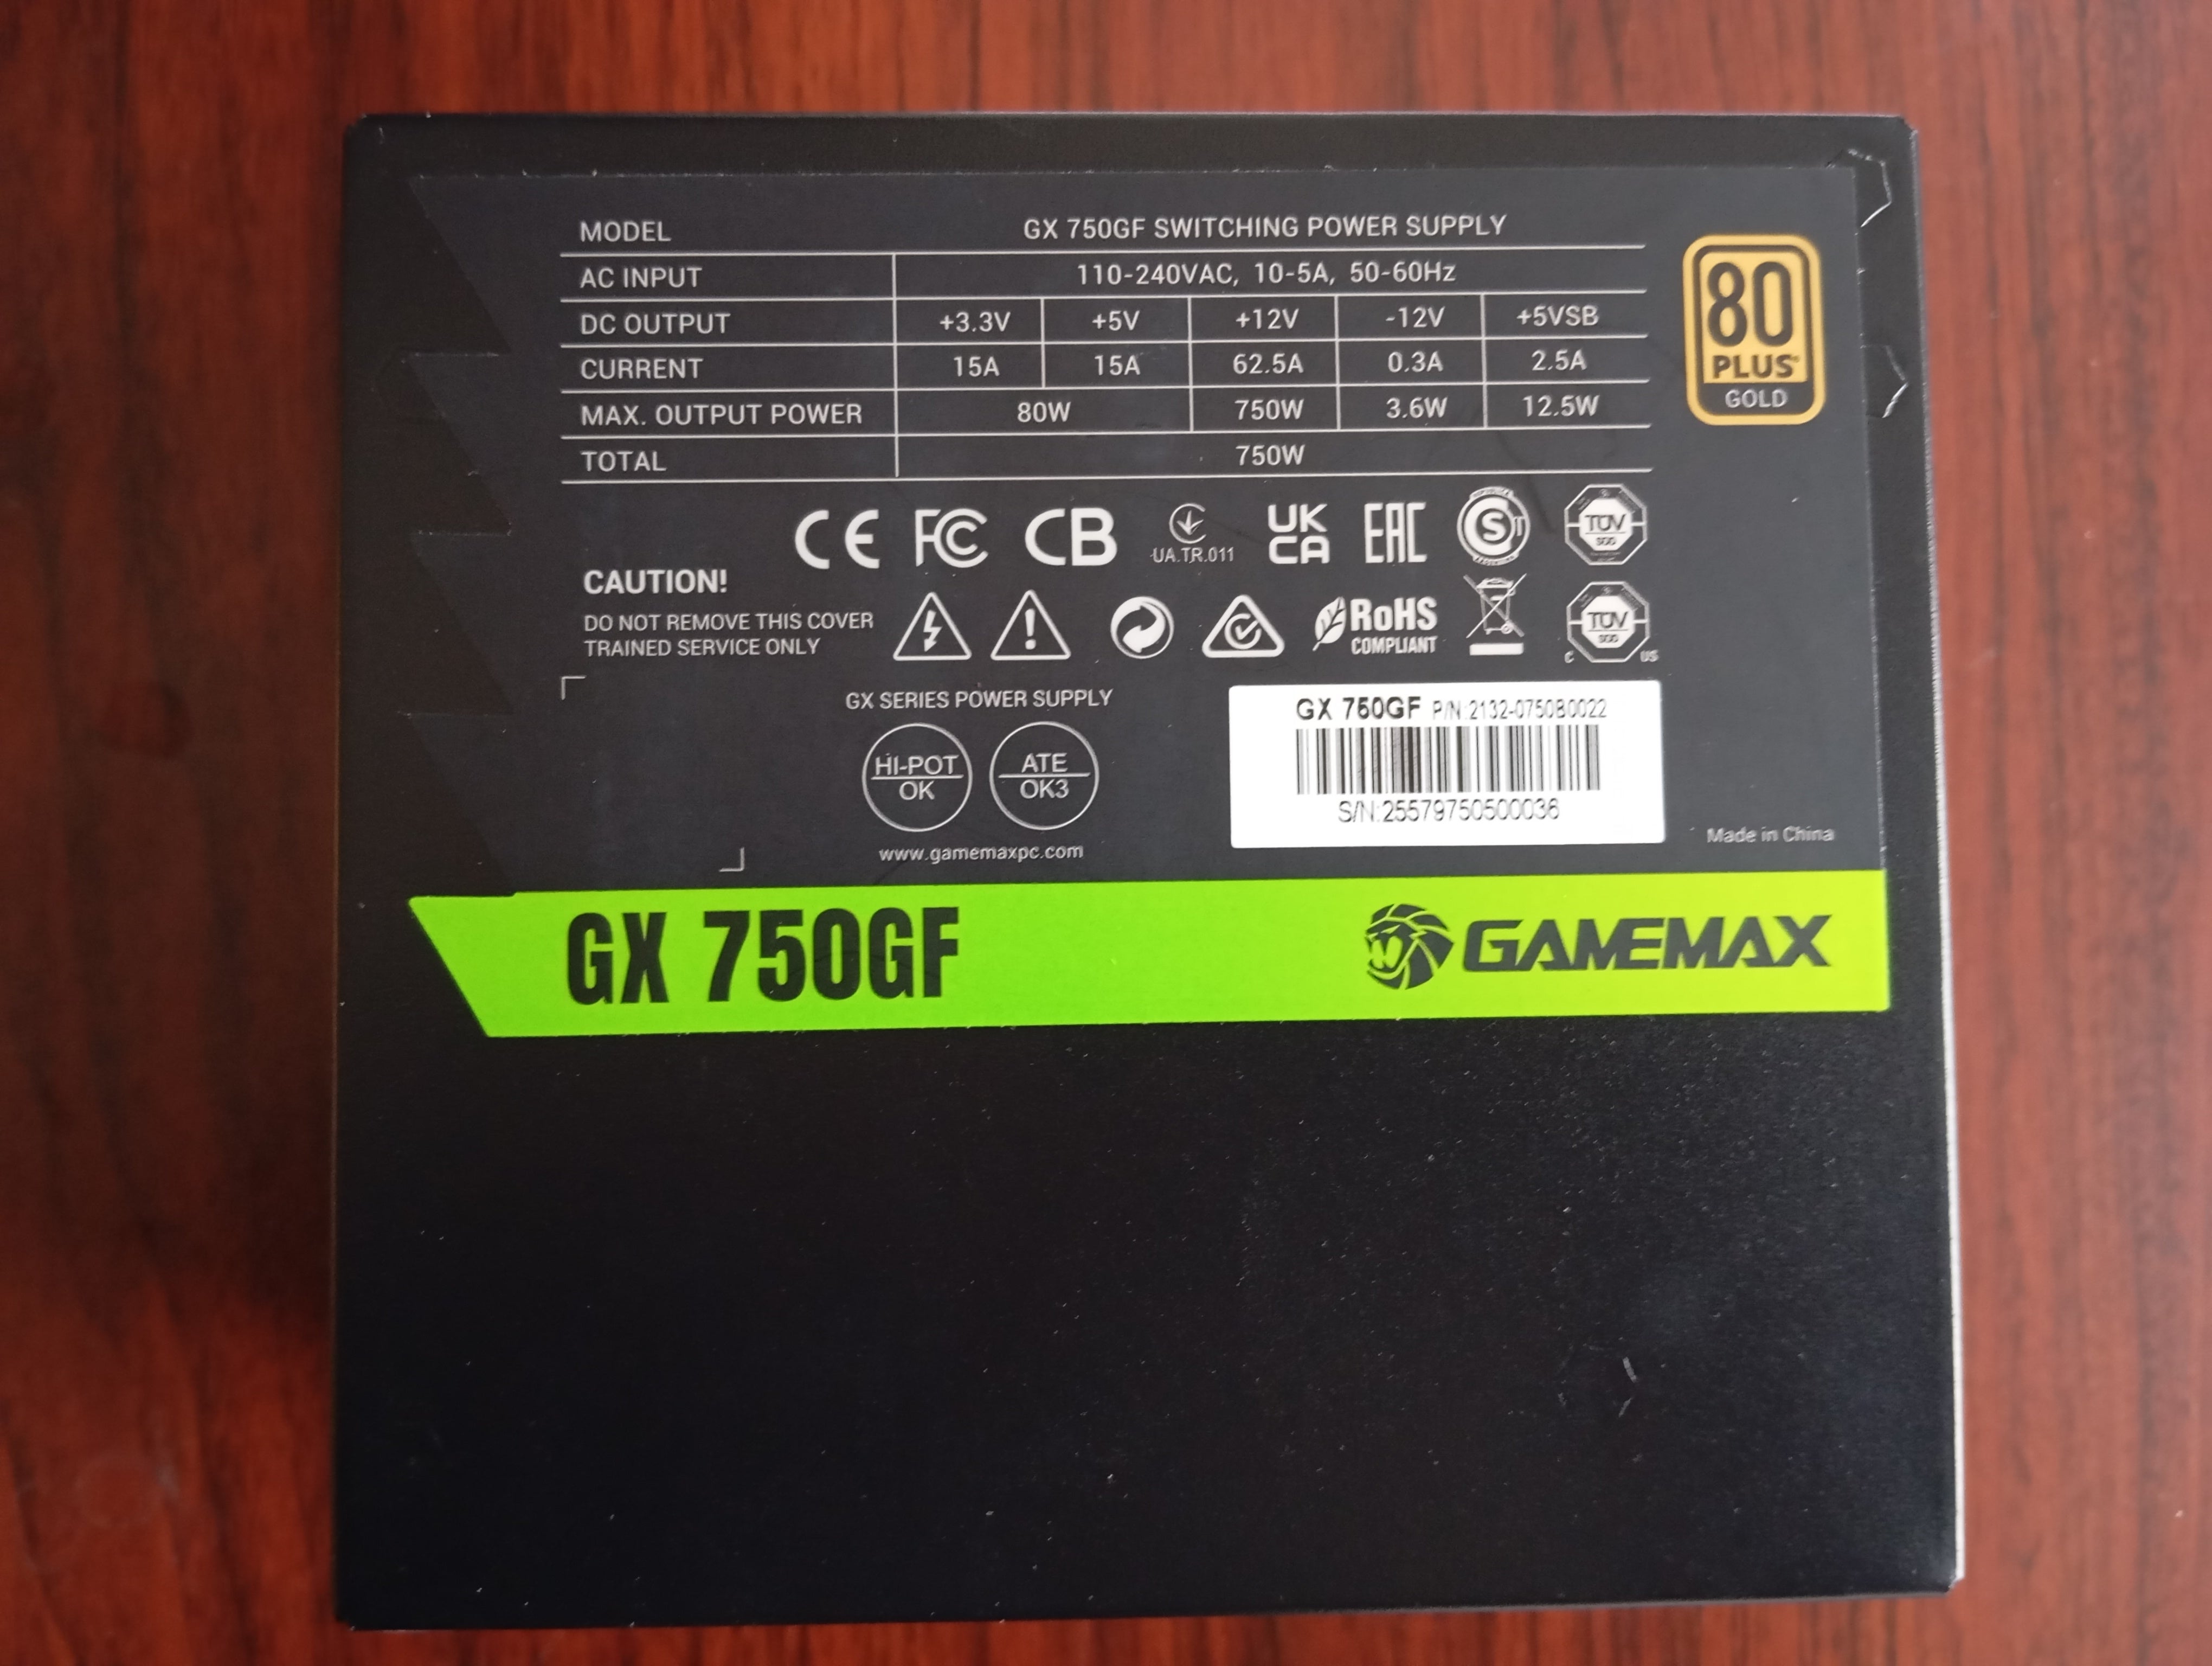 MODEL GX 750GF SWITCHING POWER SUPPLY
AC INPUT 110-240VAC, 10-5A, 50-60Hz
DC OUTPUT +3.3V +5V +12V -12V +5VSB
CURRENT 15A 15A 62.5A 0.3A 2.5A
MAX. OUTPUT POWER 80W 750W 3.6W 12.5W
TOTAL 750W
80
PLUS®
GOLD
CE FC CB UA.TR.011 UK CA EAC S TÜV SÜD
CAUTION!
DO NOT REMOVE THIS COVER
TRAINED SERVICE ONLY
RoHS
COMPLIANT
TÜV
SÜD
C US
GX SERIES POWER SUPPLY
HI-POT
OK
ATE
OK3
www.gamemaxpc.com
GX 750GF P/N:2132-0750B0022
S/N:25579750500036
Made in China
GX 750GF
GAMEMAX